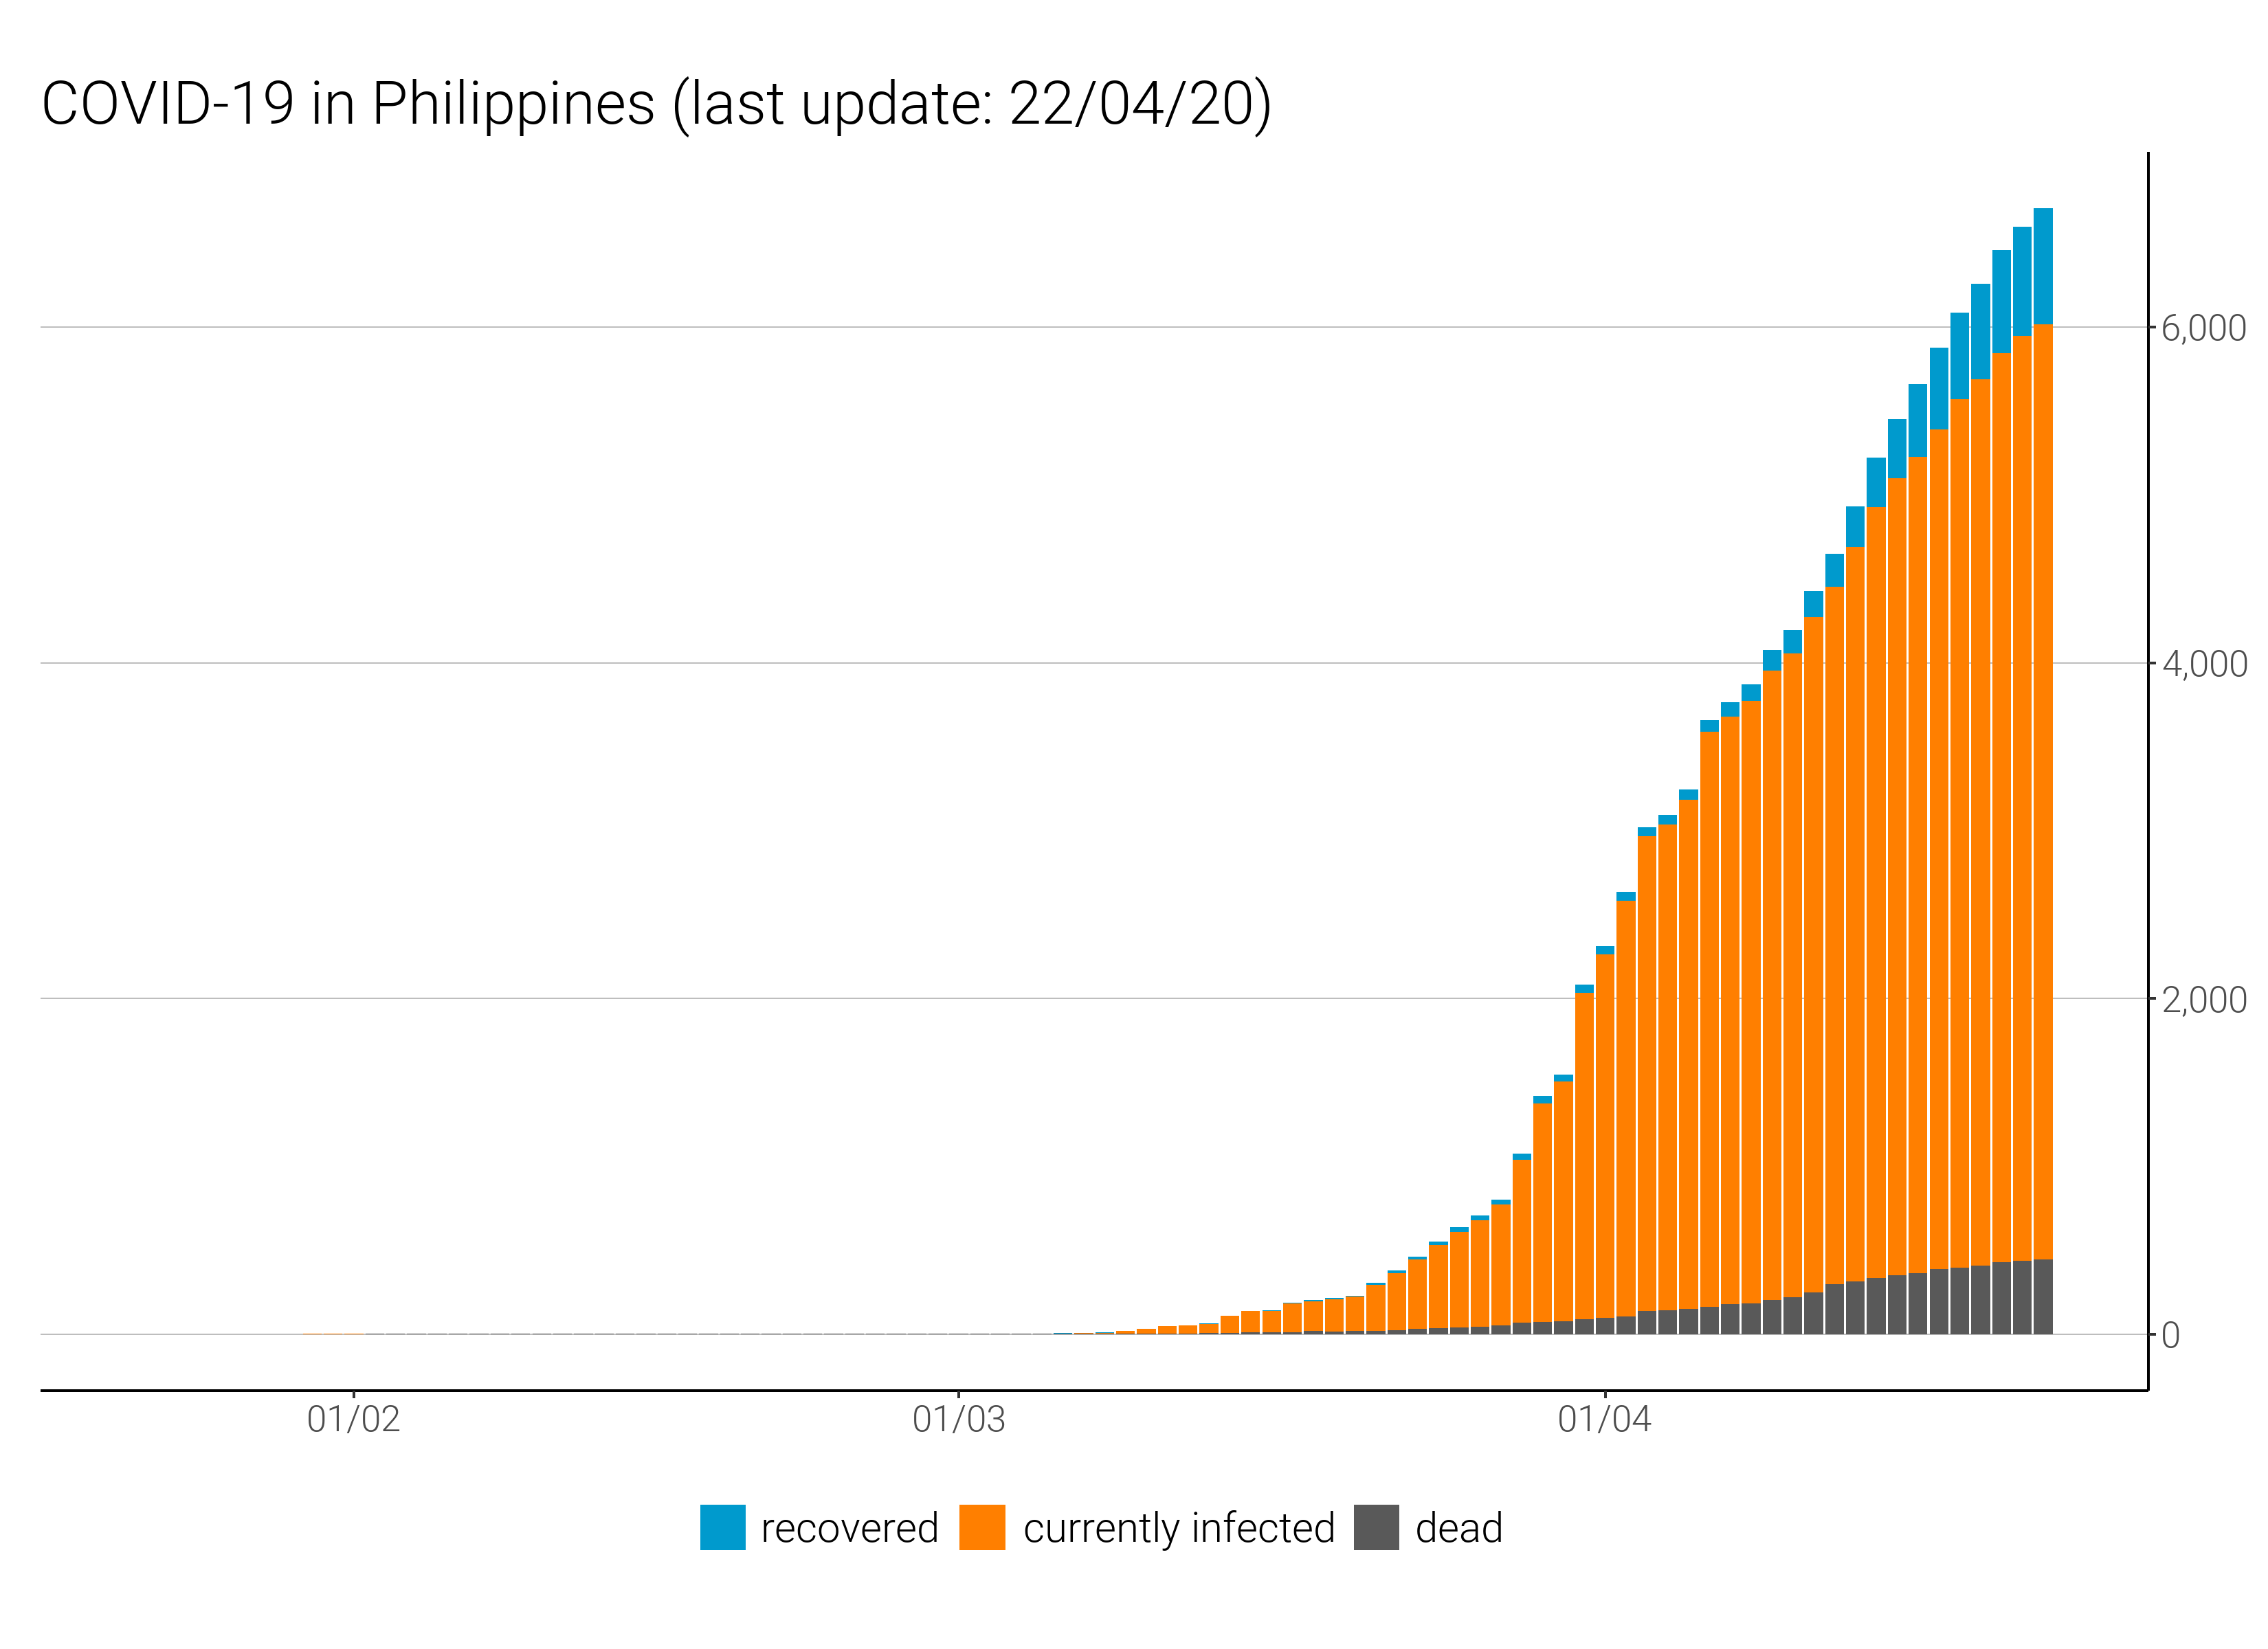 COVID-19 in Philippines (last update: 22/04/20)
6,000
4,000
2,000
0
01/02 01/03 01/04
recovered currently infected dead